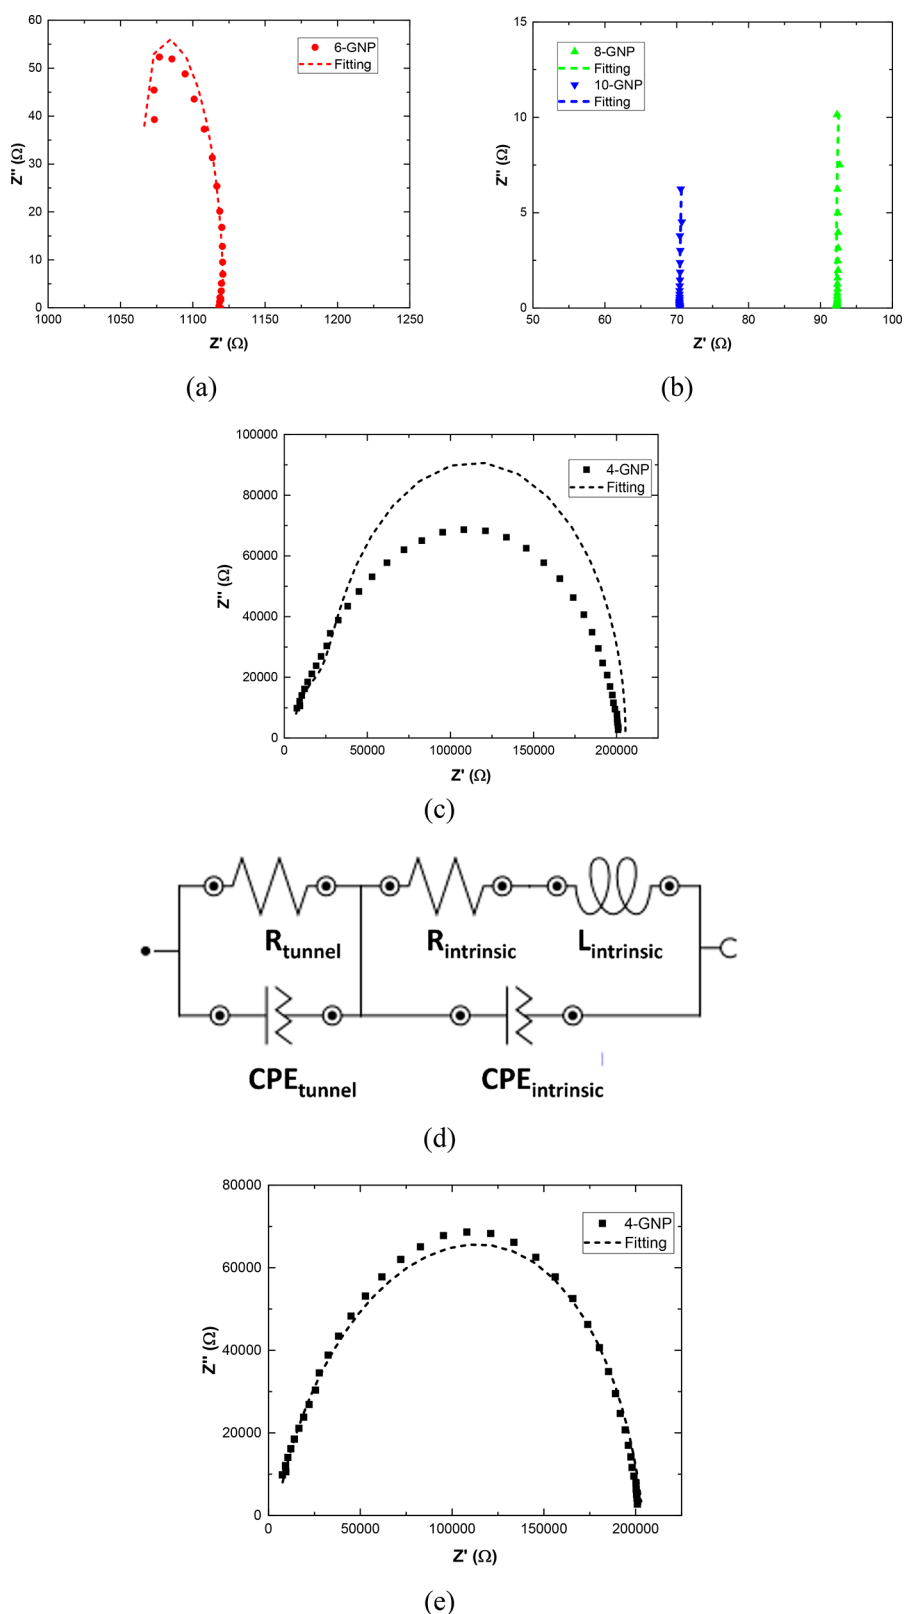 60
50
40
30
20
10
0
Z'' (Ω)
6-GNP
Fitting
1000 1050 1100 1150 1200 1250
Z' (Ω)
(a)
15
10
5
0
Z'' (Ω)
8-GNP
Fitting
10-GNP
Fitting
50 60 70 80 90 100
Z' (Ω)
(b)
100000
80000
60000
40000
20000
0
Z'' (Ω)
4-GNP
Fitting
0 50000 100000 150000 200000
Z' (Ω)
(c)
Rtunnel Rintrinsic Lintrinsic
CPEtunnel CPEintrinsic
(d)
80000
60000
40000
20000
0
Z'' (Ω)
4-GNP
Fitting
0 50000 100000 150000 200000
Z' (Ω)
(e)